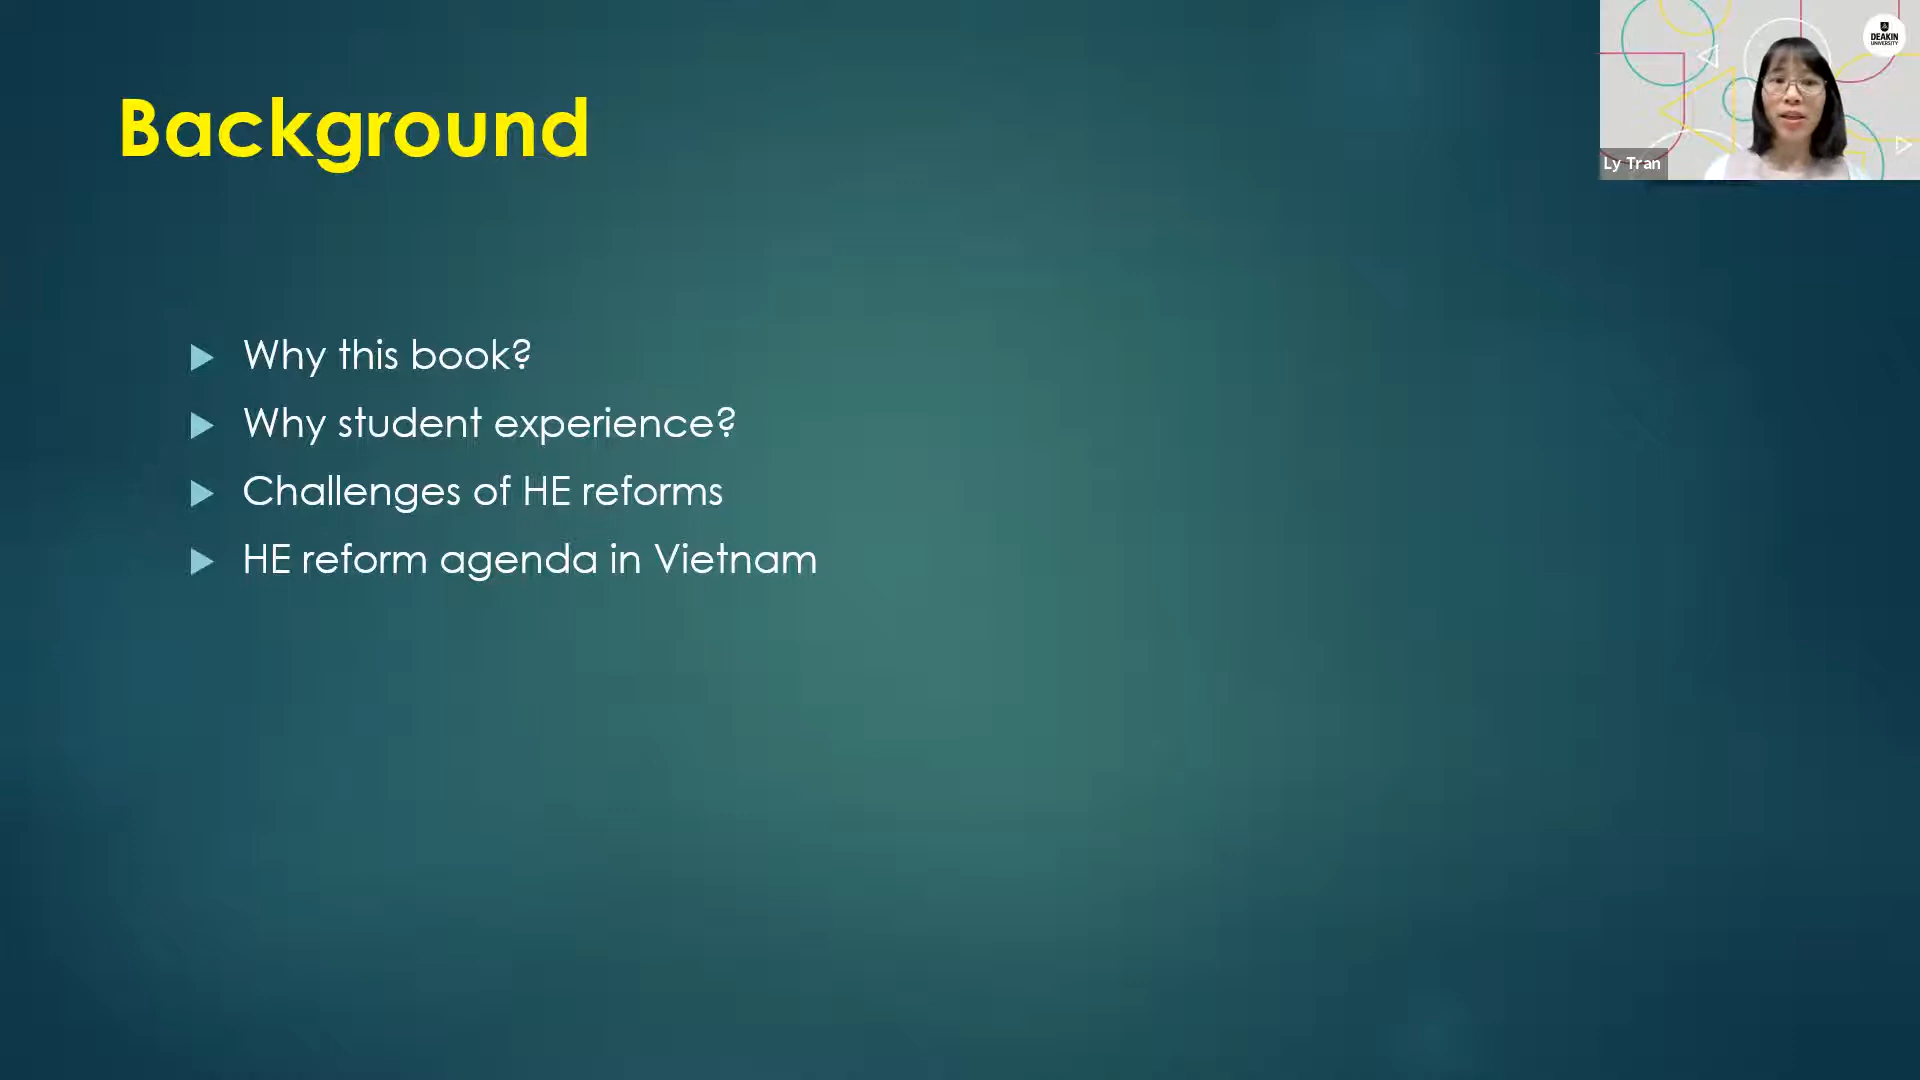 Background
DEAKIN
UNIVERSITY
Ly Tran
Why this book?
Why student experience?
Challenges of HE reforms
HE reform agenda in Vietnam